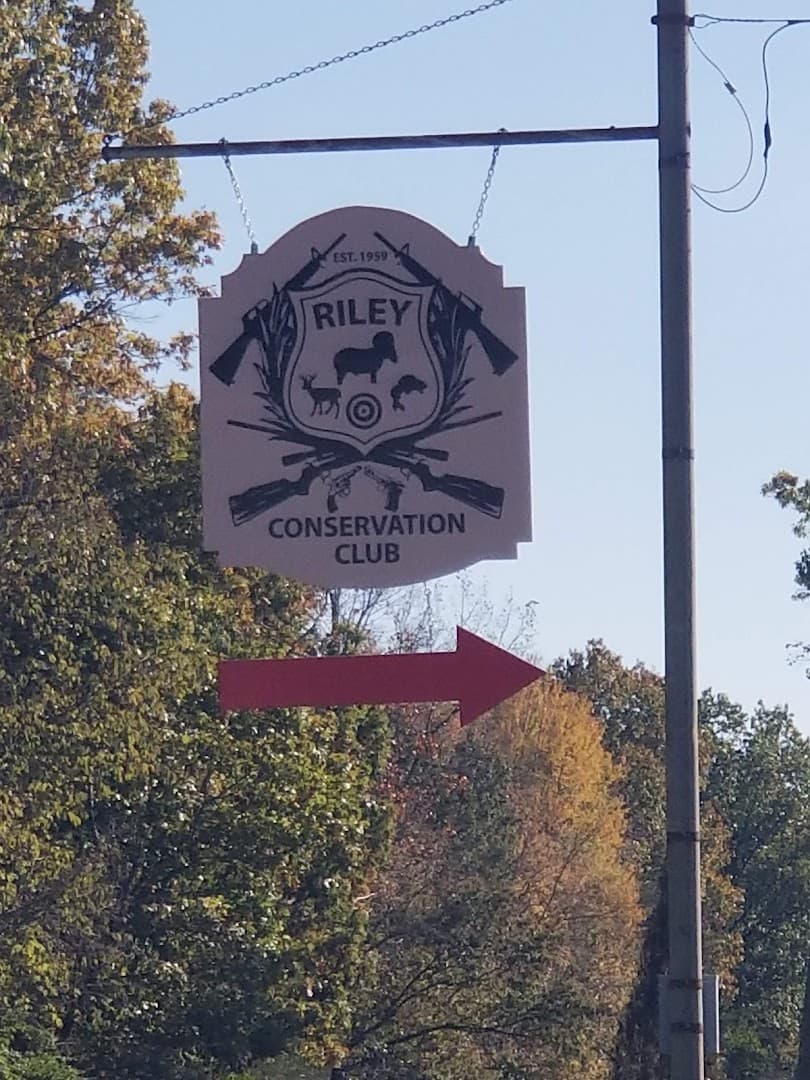 EST. 1959
RILEY
CONSERVATION
CLUB